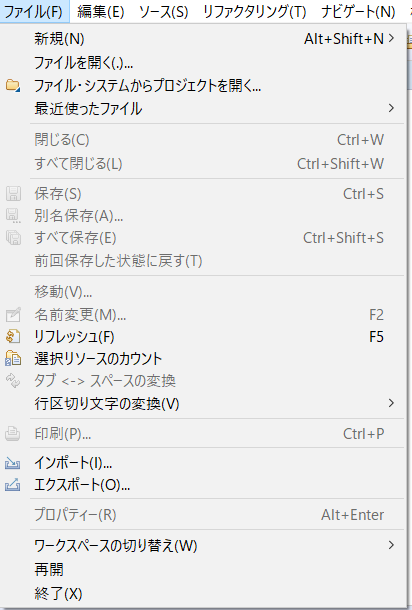 ファイル(F) 編集(E) ソース(S) リファクタリング(T) ナビゲート(N)
新規(N) Alt+Shift+N
ファイルを開く(.)...
ファイル・システムからプロジェクトを開く...
最近使ったファイル
閉じる(C) Ctrl+W
すべて閉じる(L) Ctrl+Shift+W
保存(S) Ctrl+S
別名保存(A)...
すべて保存(E) Ctrl+Shift+S
前回保存した状態に戻す(T)
移動(V)...
名前変更(M)... F2
リフレッシュ(F) F5
選択リソースのカウント
タブ <-> スペースの変換
行区切り文字の変換(V)
印刷(P)... Ctrl+P
インポート(I)...
エクスポート(O)...
プロパティー(R) Alt+Enter
ワークスペースの切り替え(W)
再開
終了(X)